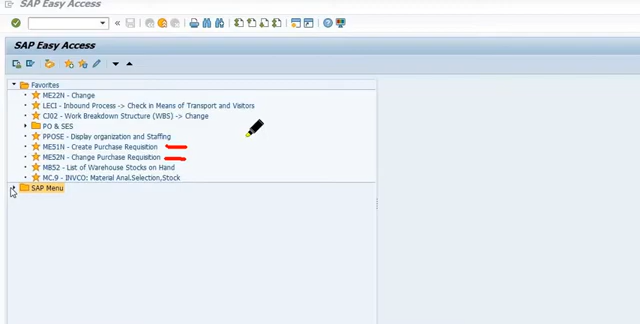 SAP Easy Access
SAP Easy Access
Favorites
ME22N - Change
LECI - Inbound Process -> Check in Means of Transport and Visitors
CJ02 - Work Breakdown Structure (WBS) -> Change
PO & SES
PPOSE - Display organization and Staffing
ME51N - Create Purchase Requisition
ME52N - Change Purchase Requisition
MB52 - List of Warehouse Stocks on Hand
MC.9 - INVCO: Material Anal.Selection,Stock
SAP Menu